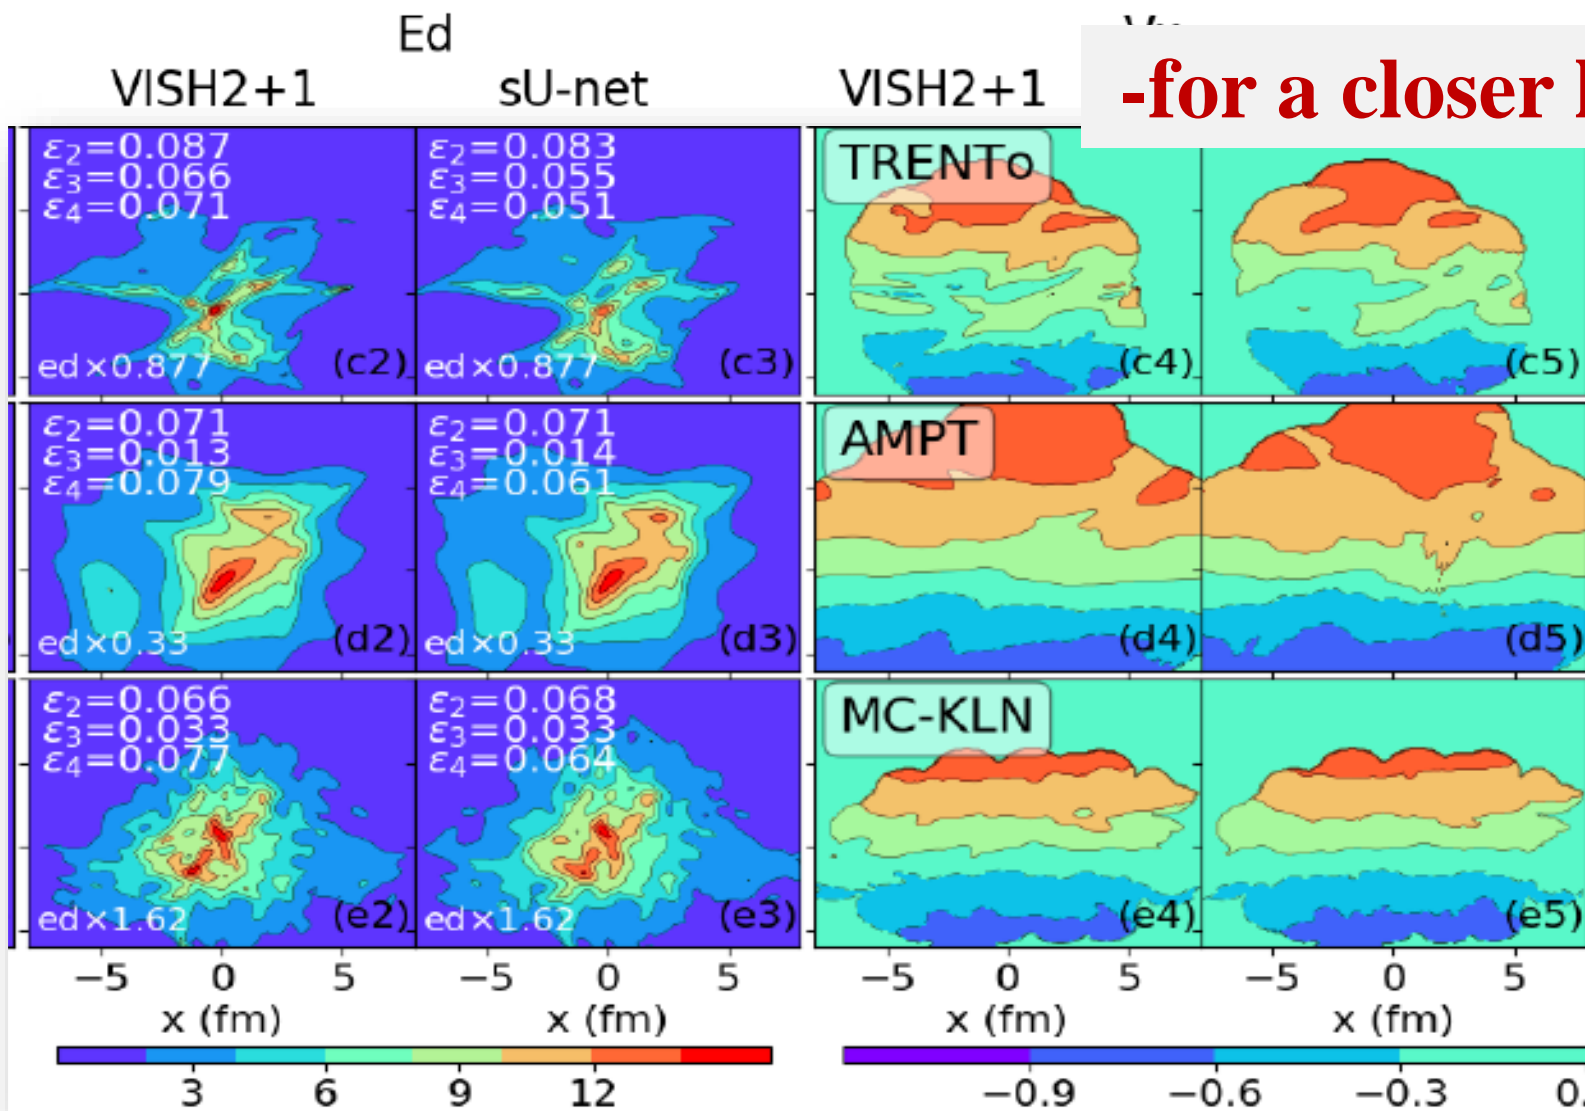 Ed
VISH2+1 sU-net VISH2+1
-for a closer
ε2=0.087 ε2=0.083 TRENTo
ε3=0.066 ε3=0.055
ε4=0.071 ε4=0.051
ed×0.877 (c2) ed×0.877 (c3) (c4) (c5)
ε2=0.071 ε2=0.071 AMPT
ε3=0.013 ε3=0.014
ε4=0.079 ε4=0.061
ed×0.33 (d2) ed×0.33 (d3) (d4) (d5)
ε2=0.066 ε2=0.068 MC-KLN
ε3=0.033 ε3=0.033
ε4=0.077 ε4=0.064
ed×1.62 (e2) ed×1.62 (e3) (e4) (e5)
−5 0 5 −5 0 5 −5 0 5 −5 0 5
x (fm) x (fm) x (fm) x (fm)
3 6 9 12 −0.9 −0.6 −0.3